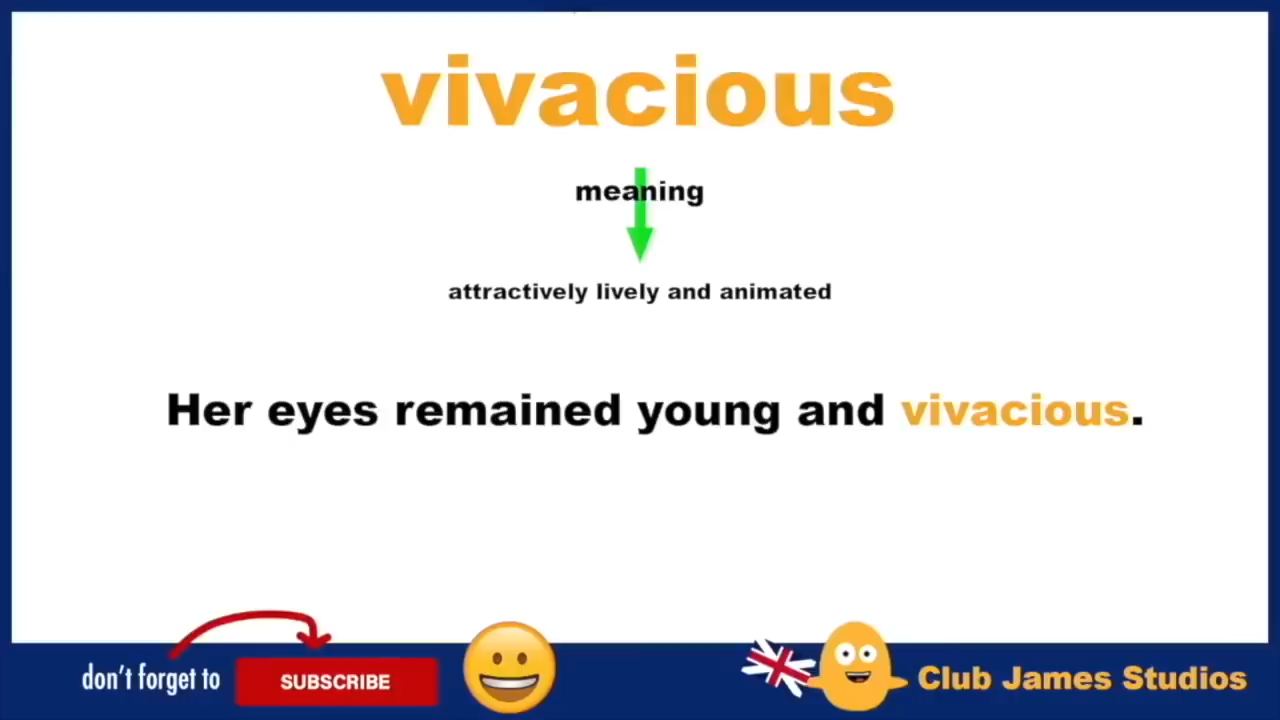 vivacious
meaning
attractively lively and animated
Her eyes remained young and vivacious.
don't forget to
SUBSCRIBE
Club James Studios